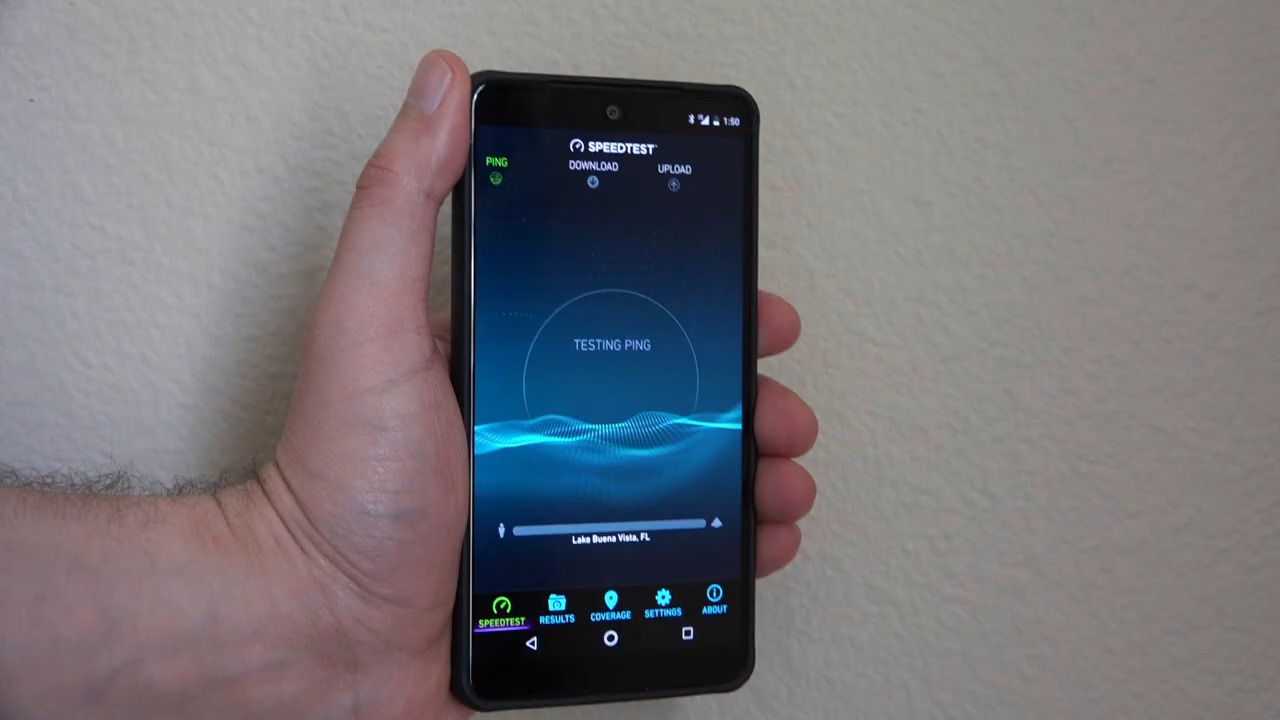 1:50
SPEEDTEST
PING
DOWNLOAD
UPLOAD
TESTING PING
Lake Buena Vista, FL
SPEEDTEST
RESULTS
COVERAGE
SETTINGS
ABOUT